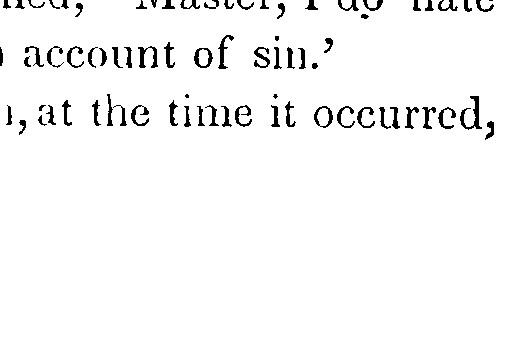 Master, I do hate
account of sin.’
, at the time it occurred,